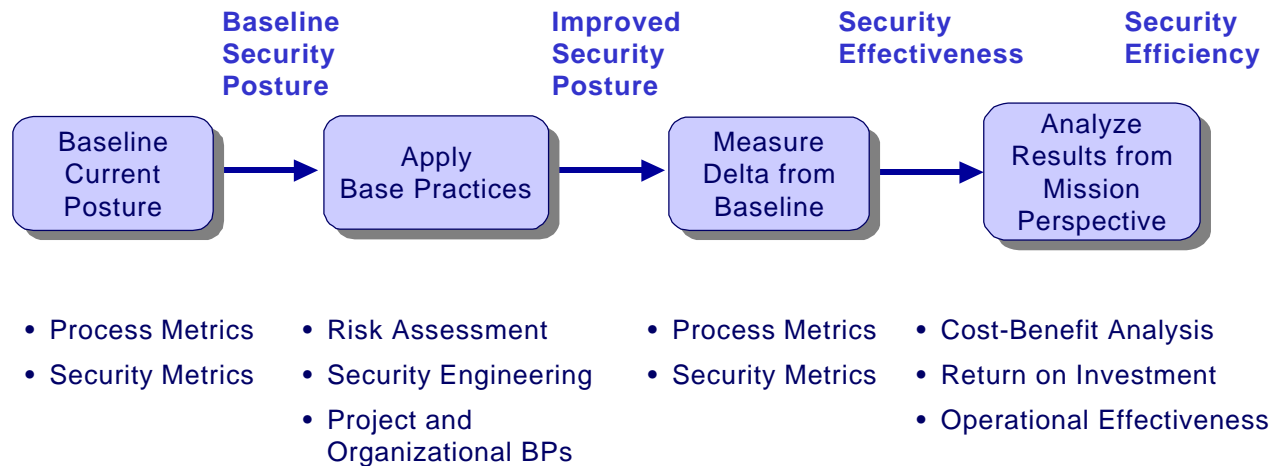 Baseline
Security
Posture
Improved
Security
Posture
Security
Effectiveness
Security
Efficiency
Baseline
Current
Posture
Apply
Base Practices
Measure
Delta from
Baseline
Analyze
Results from
Mission
Perspective
• Process Metrics
• Security Metrics
• Risk Assessment
• Security Engineering
• Project and
Organizational BPs
• Process Metrics
• Security Metrics
• Cost-Benefit Analysis
• Return on Investment
• Operational Effectiveness